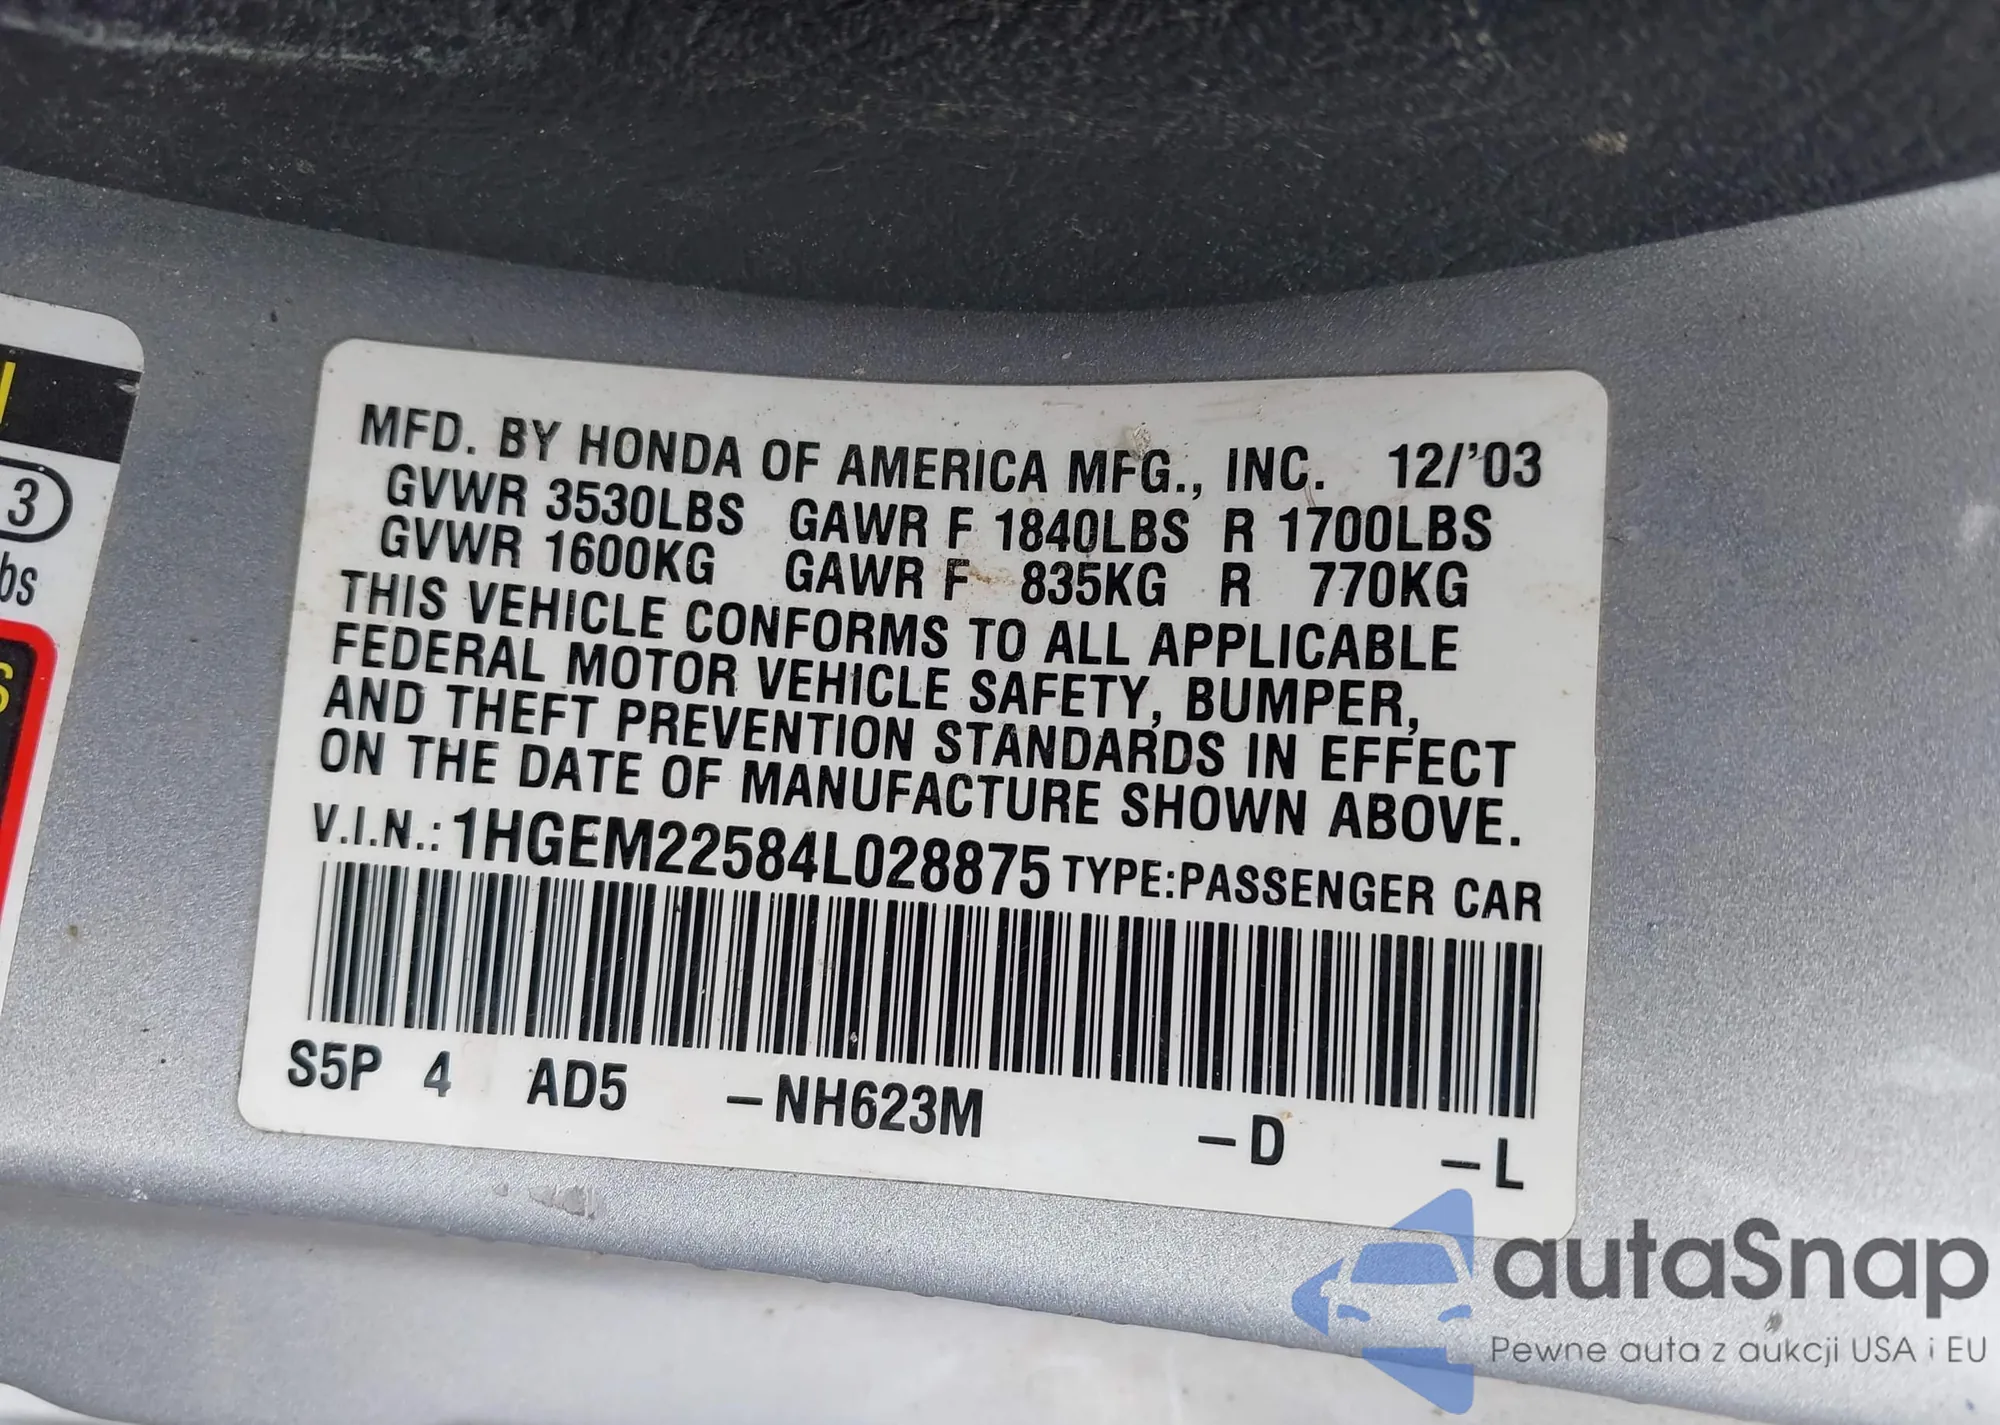 MFD. BY HONDA OF AMERICA MFG., INC. 12/'03
GVWR 3530LBS GAWR F 1840LBS R 1700LBS
GVWR 1600KG GAWR F 835KG R 770KG
THIS VEHICLE CONFORMS TO ALL APPLICABLE
FEDERAL MOTOR VEHICLE SAFETY, BUMPER,
AND THEFT PREVENTION STANDARDS IN EFFECT
ON THE DATE OF MANUFACTURE SHOWN ABOVE.
V.I.N.: 1HGEM22584L028875 TYPE:PASSENGER CAR
S5P 4 AD5 -NH623M -D -L
3
bs
S
autaSnap
Pewne auta z aukcji USA i EU